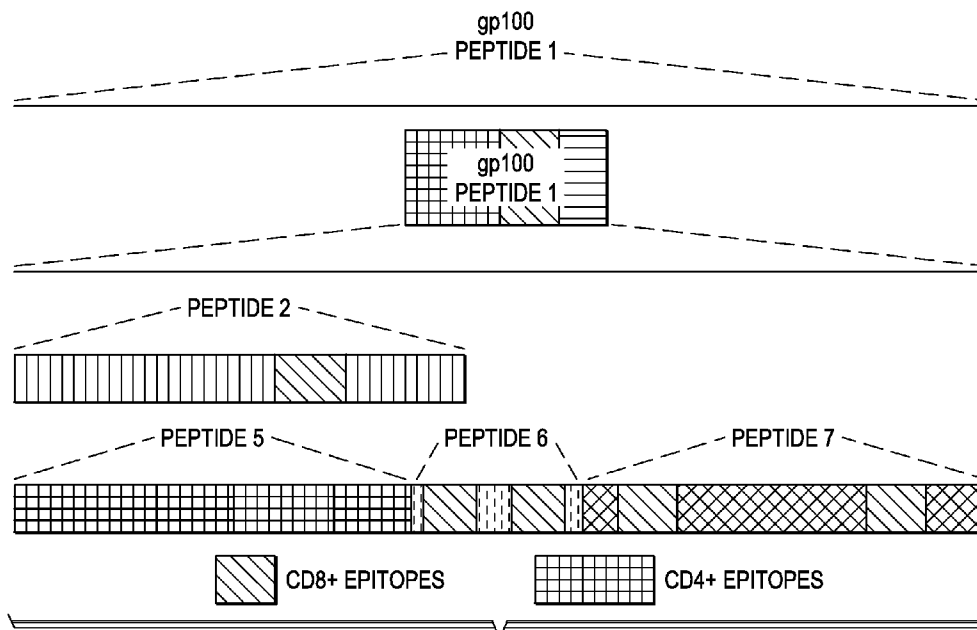 gp100
PEPTIDE 1
gp100
PEPTIDE 1
PEPTIDE 2
PEPTIDE 5 PEPTIDE 6 PEPTIDE 7
CD8+ EPITOPES CD4+ EPITOPES